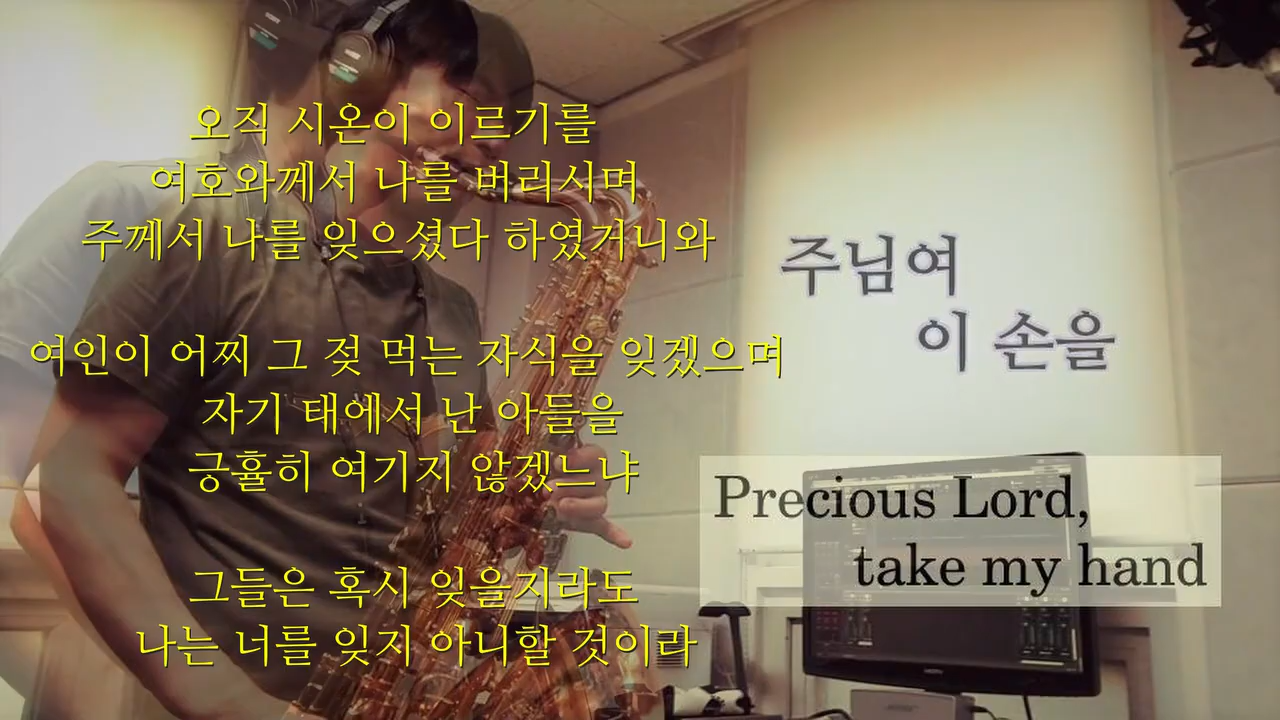 오직 시온이 이르기를
여호와께서 나를 버리시며
주께서 나를 잊으셨다 하였거니와
여인이 어찌 그 젖 먹는 자식을 잊겠으며
자기 태에서 난 아들을
긍휼히 여기지 않겠느냐
그들은 혹시 잊을지라도
나는 너를 잊지 아니할 것이라
주님여
이 손을
Precious Lord,
take my hand